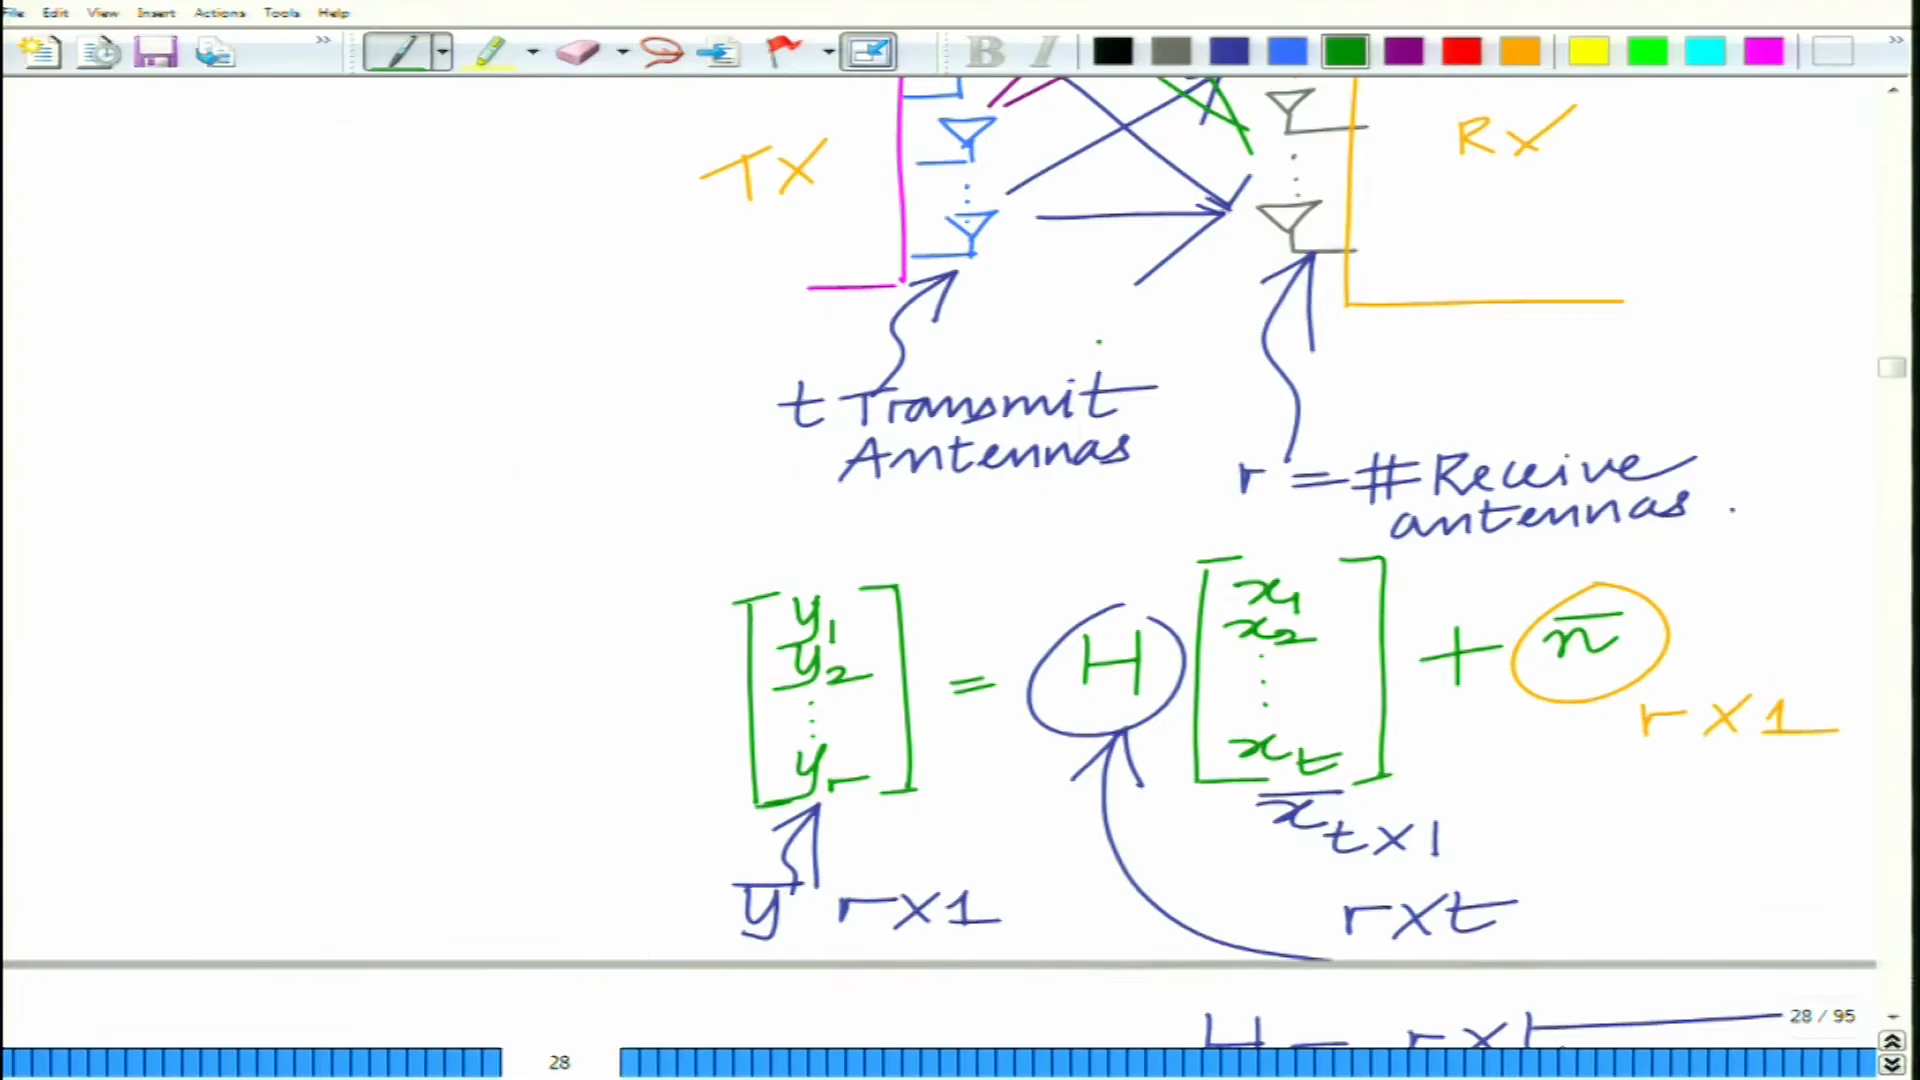 File Edit View Insert Actions Tools Help
B I
TX
RX
t Transmit
Antennas
r = # Receive
antennas.
[y1 y2 ⋮ yr] = H [x1 x2 ⋮ xt] + n̄
r×1
x̄ t×1
ȳ r×1
r×t
28 / 95
28